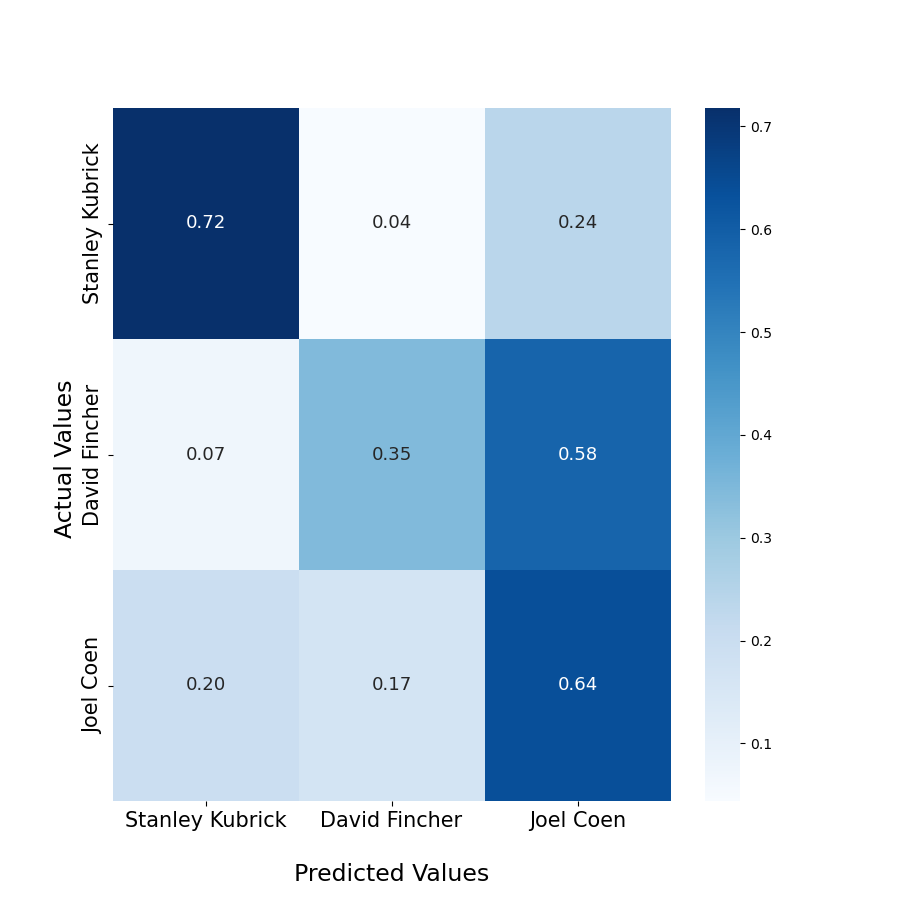 Actual Values
Stanley Kubrick
0.72 0.04 0.24
David Fincher
0.07 0.35 0.58
Joel Coen
0.20 0.17 0.64
Stanley Kubrick David Fincher Joel Coen
Predicted Values
0.7
0.6
0.5
0.4
0.3
0.2
0.1